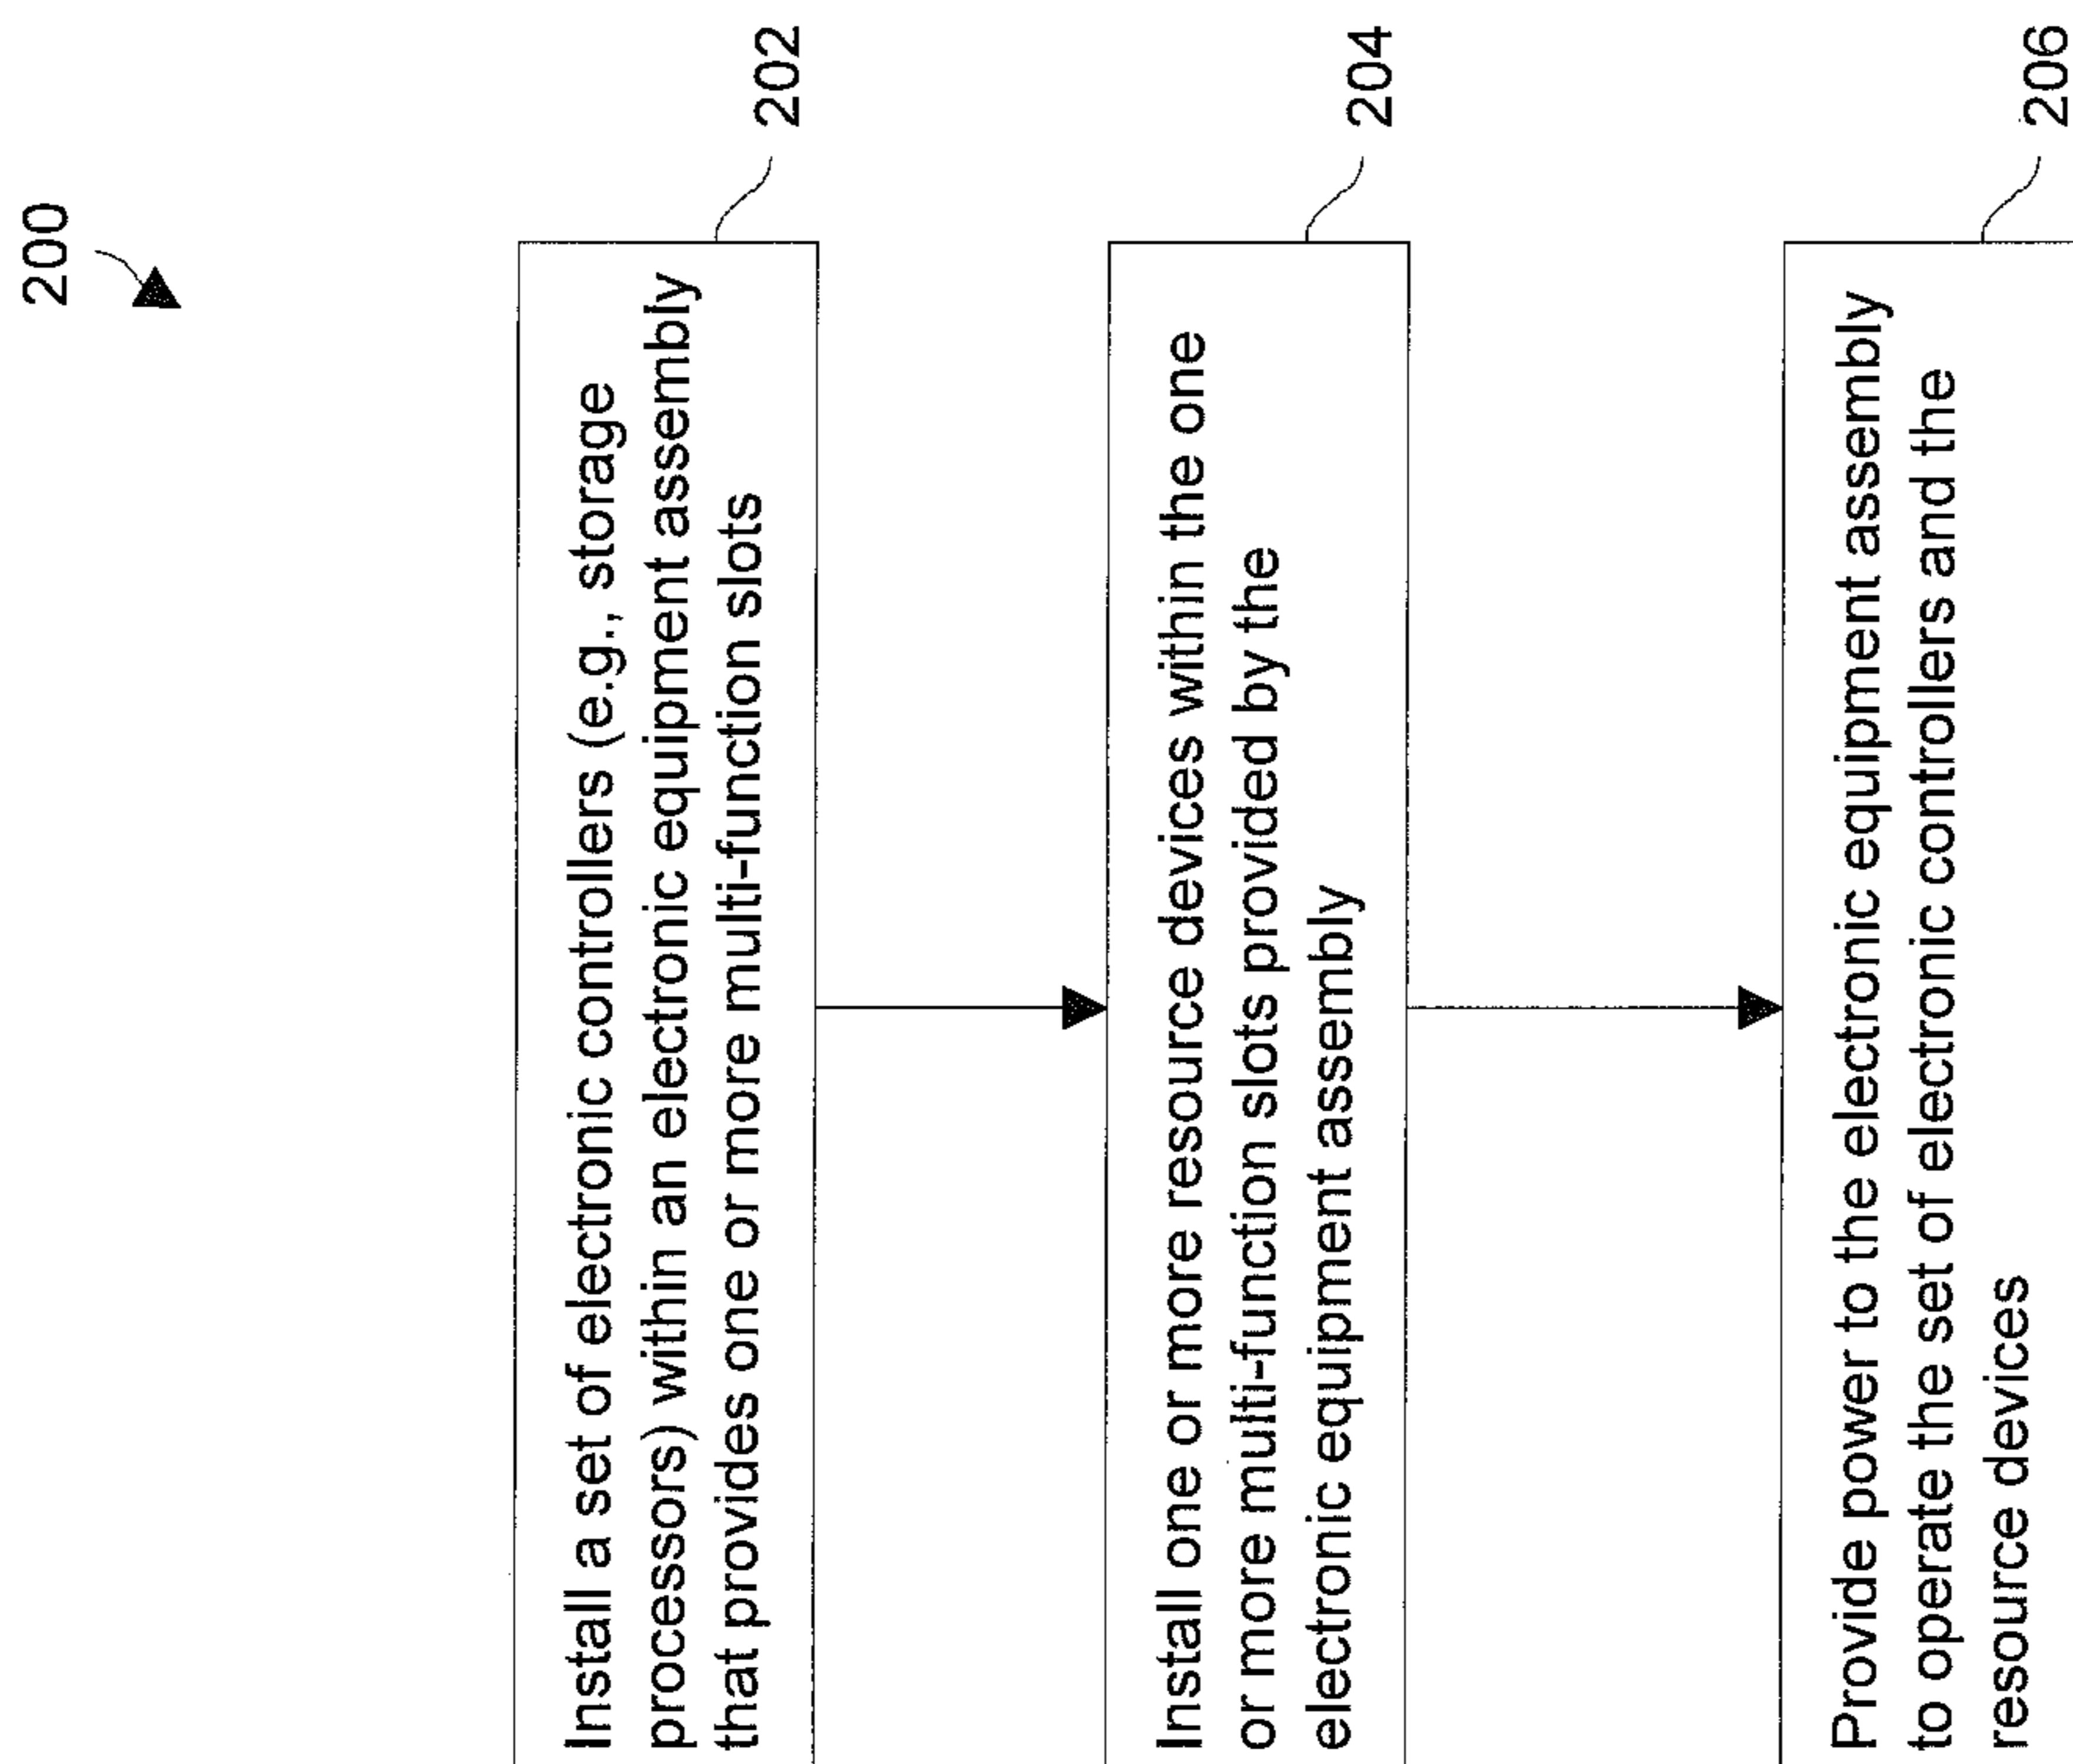 200
Install a set of electronic controllers (e.g., storage
processors) within an electronic equipment assembly
that provides one or more multi-function slots
202
Install one or more resource devices within the one
or more multi-function slots provided by the
electronic equipment assembly
204
Provide power to the electronic equipment assembly
to operate the set of electronic controllers and the
resource devices
206